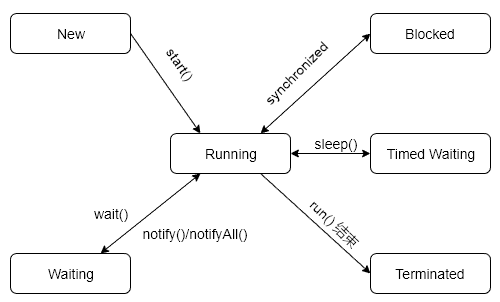 New
Blocked
start()
synchronized
Running
sleep()
Timed Waiting
wait()
notify()/notifyAll()
run() 结束
Waiting
Terminated